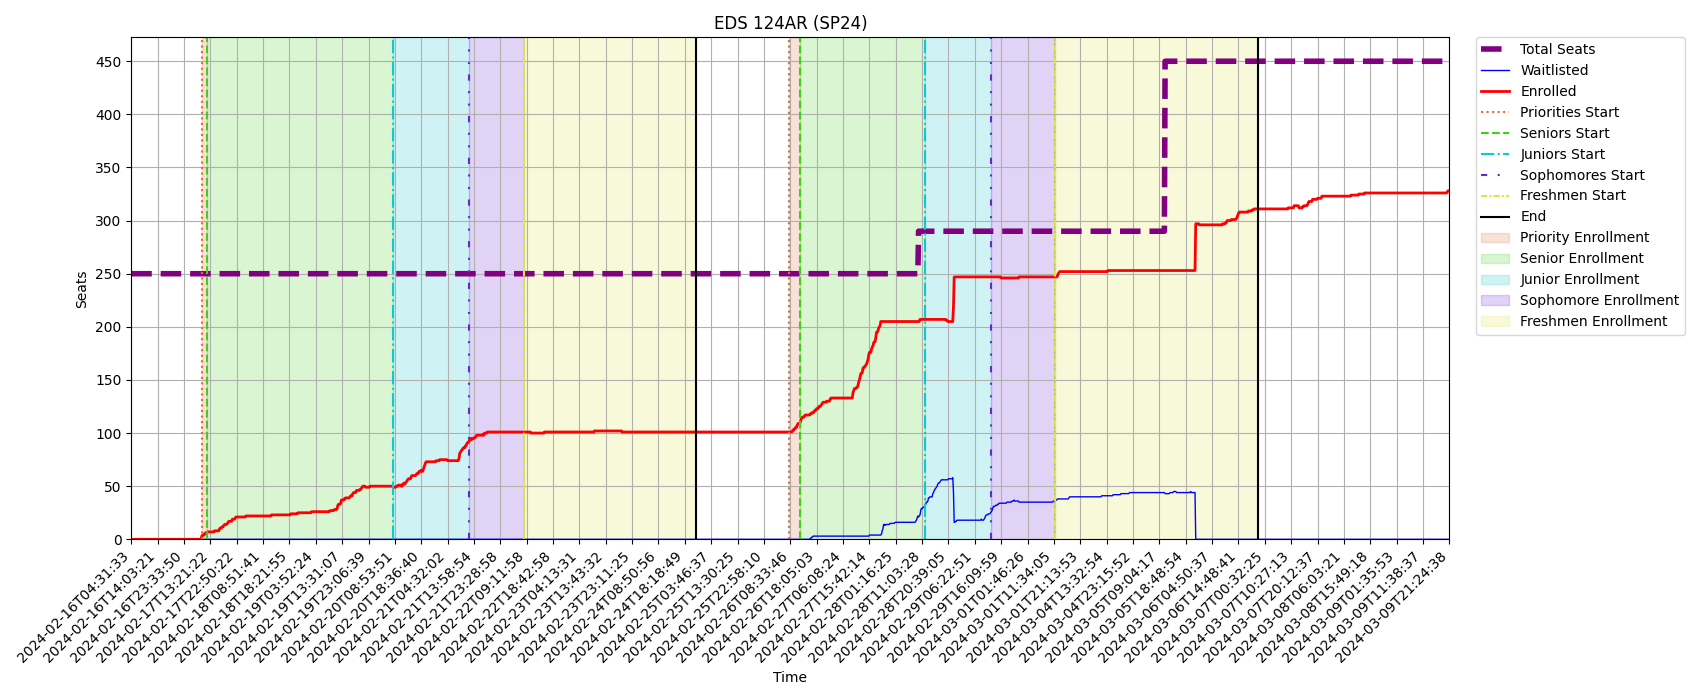 EDS 124AR (SP24)
Seats
450
400
350
300
250
200
150
100
50
0
2024-02-16T04:31:33
2024-02-16T14:03:21
2024-02-16T23:33:50
2024-02-17T13:21:22
2024-02-17T22:50:22
2024-02-18T08:51:41
2024-02-18T18:21:55
2024-02-19T03:52:24
2024-02-19T13:31:07
2024-02-19T23:06:39
2024-02-20T08:53:51
2024-02-20T18:36:40
2024-02-21T04:32:02
2024-02-21T13:58:54
2024-02-21T23:28:58
2024-02-22T09:11:58
2024-02-22T18:42:58
2024-02-23T04:13:31
2024-02-23T13:43:32
2024-02-23T23:11:25
2024-02-24T08:50:56
2024-02-24T18:18:49
2024-02-25T03:46:37
2024-02-25T13:30:25
2024-02-25T22:58:10
2024-02-26T08:33:46
2024-02-26T18:05:03
2024-02-27T06:08:24
2024-02-27T15:42:14
2024-02-28T01:16:25
2024-02-28T11:03:28
2024-02-28T20:39:05
2024-02-29T06:22:51
2024-02-29T16:09:59
2024-03-01T01:46:26
2024-03-01T11:34:05
2024-03-01T21:13:53
2024-03-04T18:32:54
2024-03-04T23:15:52
2024-03-05T09:04:17
2024-03-05T18:48:54
2024-03-06T04:50:37
2024-03-06T14:48:41
2024-03-07T00:32:25
2024-03-07T10:27:13
2024-03-07T20:12:37
2024-03-08T06:03:21
2024-03-08T15:49:18
2024-03-09T01:35:53
2024-03-09T11:38:37
2024-03-09T21:24:38
Time
Total Seats
Waitlisted
Enrolled
Priorities Start
Seniors Start
Juniors Start
Sophomores Start
Freshmen Start
End
Priority Enrollment
Senior Enrollment
Junior Enrollment
Sophomore Enrollment
Freshmen Enrollment